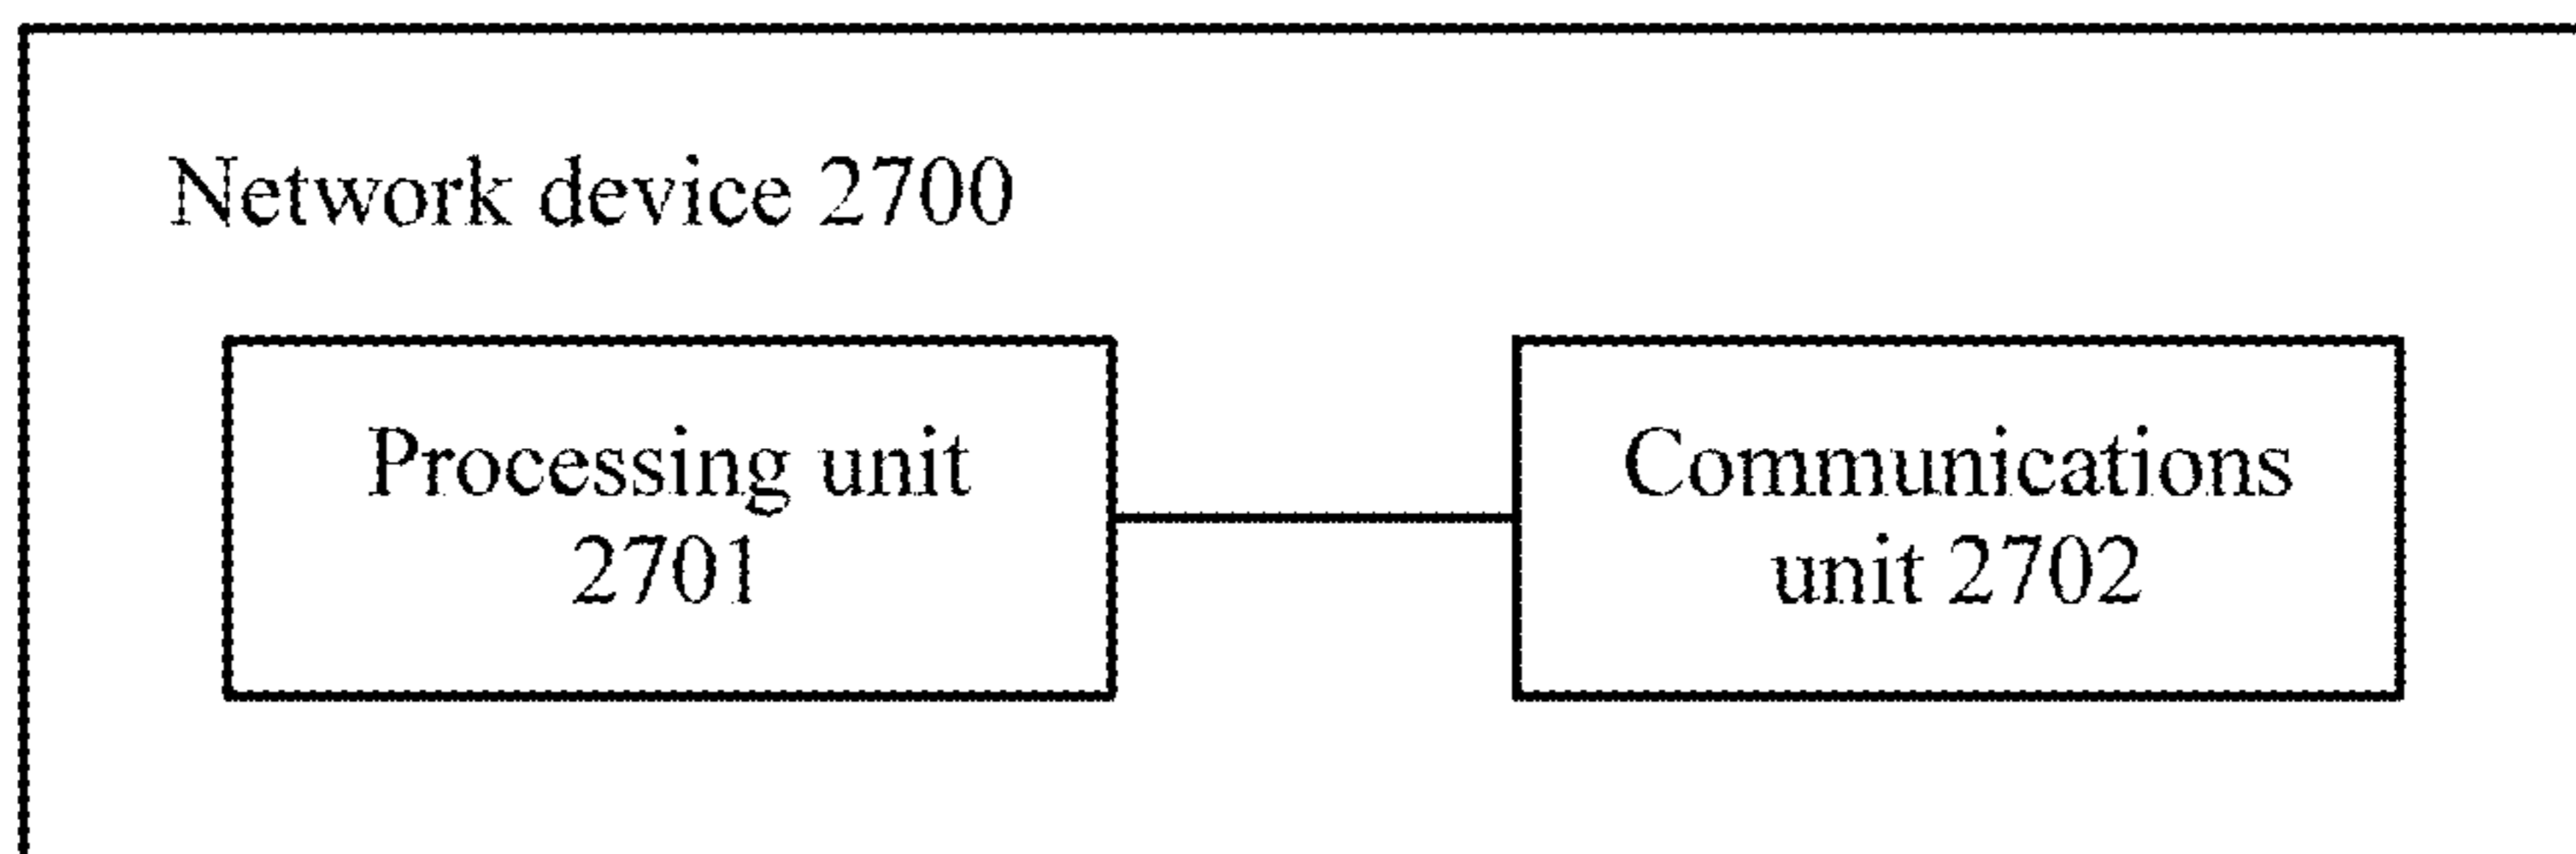 Network device 2700
Processing unit
2701
Communications
unit 2702